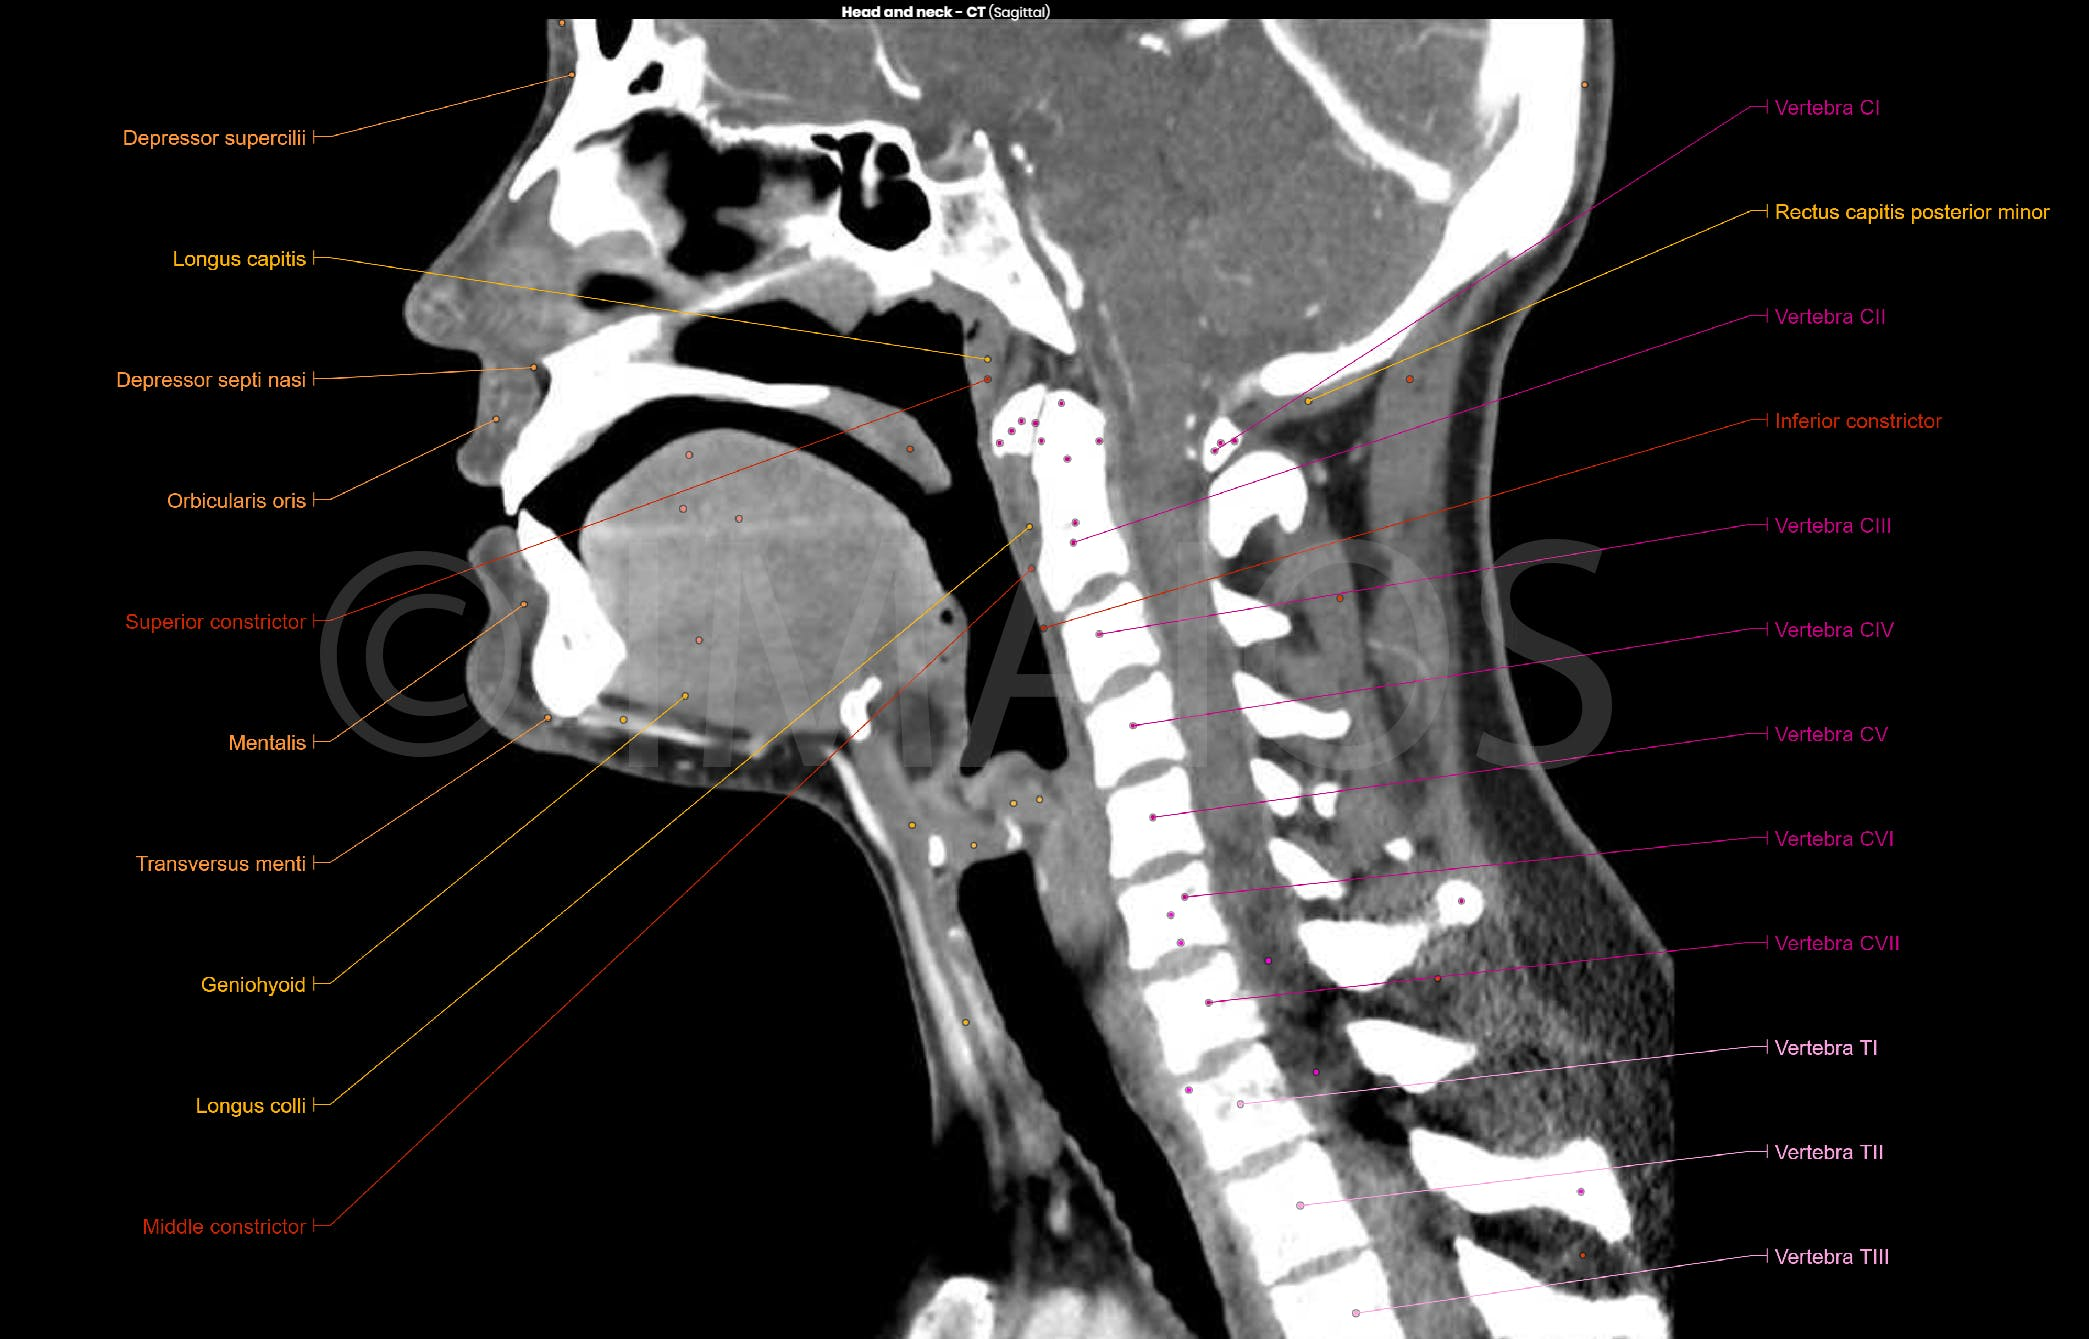 Head and neck - CT (Sagittal)
Depressor supercilii
Longus capitis
Depressor septi nasi
Orbicularis oris
Superior constrictor
Mentalis
Transversus menti
Geniohyoid
Longus colli
Middle constrictor
Vertebra CI
Rectus capitis posterior minor
Vertebra CII
Inferior constrictor
Vertebra CIII
Vertebra CIV
Vertebra CV
Vertebra CVI
Vertebra CVII
Vertebra TI
Vertebra TII
Vertebra TIII
© IMAIOS